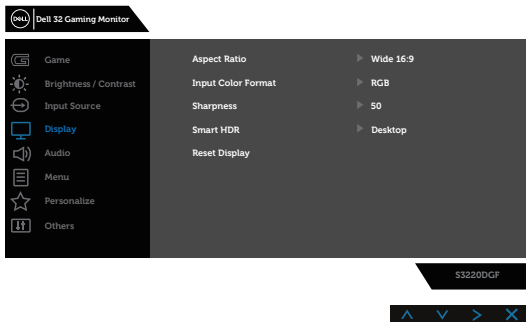 DELL Dell 32 Gaming Monitor
Game
Brightness / Contrast
Input Source
Display
Audio
Menu
Personalize
Others
Aspect Ratio Wide 16:9
Input Color Format RGB
Sharpness 50
Smart HDR Desktop
Reset Display
S3220DGF